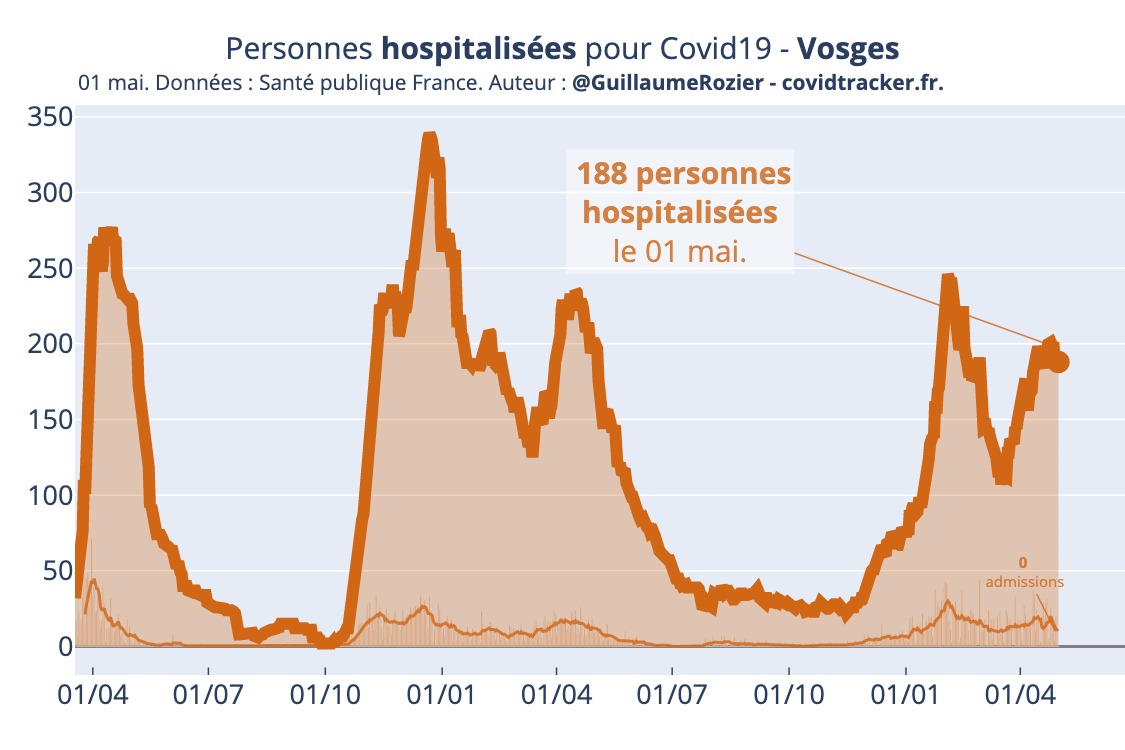 Personnes hospitalisées pour Covid19 - Vosges
01 mai. Données : Santé publique France. Auteur : @GuillaumeRozier - covidtracker.fr.
350
300
250
200
150
100
50
0
188 personnes
hospitalisées
le 01 mai.
0
admissions
01/04 01/07 01/10 01/01 01/04 01/07 01/10 01/01 01/04